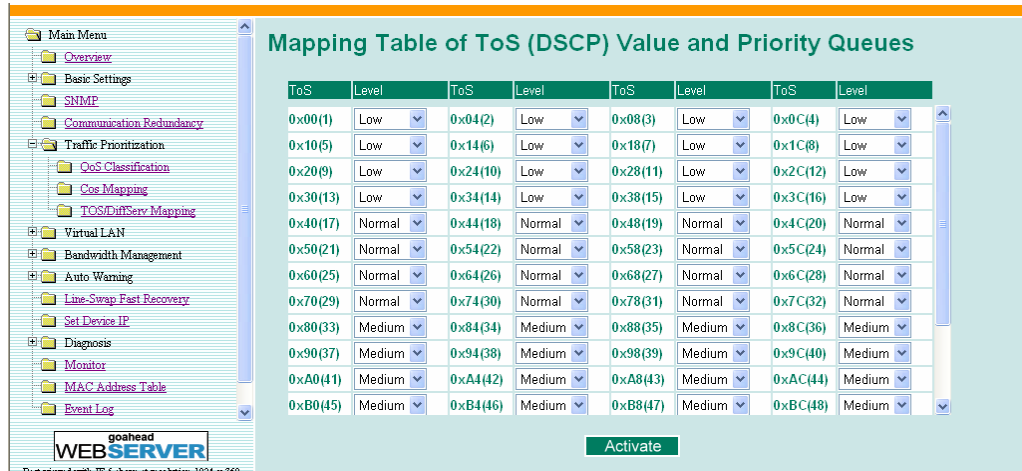 Main Menu
Overview
Basic Settings
SNMP
Communication Redundancy
Traffic Prioritization
QoS Classification
Cos Mapping
TOS/DiffServ Mapping
Virtual LAN
Bandwidth Management
Auto Warning
Line-Swap Fast Recovery
Set Device IP
Diagnosis
Monitor
MAC Address Table
Event Log
goahead
WEBSERVER
Mapping Table of ToS (DSCP) Value and Priority Queues
ToS Level ToS Level ToS Level ToS Level
0x00(1) Low 0x04(2) Low 0x08(3) Low 0x0C(4) Low
0x10(5) Low 0x14(6) Low 0x18(7) Low 0x1C(8) Low
0x20(9) Low 0x24(10) Low 0x28(11) Low 0x2C(12) Low
0x30(13) Low 0x34(14) Low 0x38(15) Low 0x3C(16) Low
0x40(17) Normal 0x44(18) Normal 0x48(19) Normal 0x4C(20) Normal
0x50(21) Normal 0x54(22) Normal 0x58(23) Normal 0x5C(24) Normal
0x60(25) Normal 0x64(26) Normal 0x68(27) Normal 0x6C(28) Normal
0x70(29) Normal 0x74(30) Normal 0x78(31) Normal 0x7C(32) Normal
0x80(33) Medium 0x84(34) Medium 0x88(35) Medium 0x8C(36) Medium
0x90(37) Medium 0x94(38) Medium 0x98(39) Medium 0x9C(40) Medium
0xA0(41) Medium 0xA4(42) Medium 0xA8(43) Medium 0xAC(44) Medium
0xB0(45) Medium 0xB4(46) Medium 0xB8(47) Medium 0xBC(48) Medium
Activate